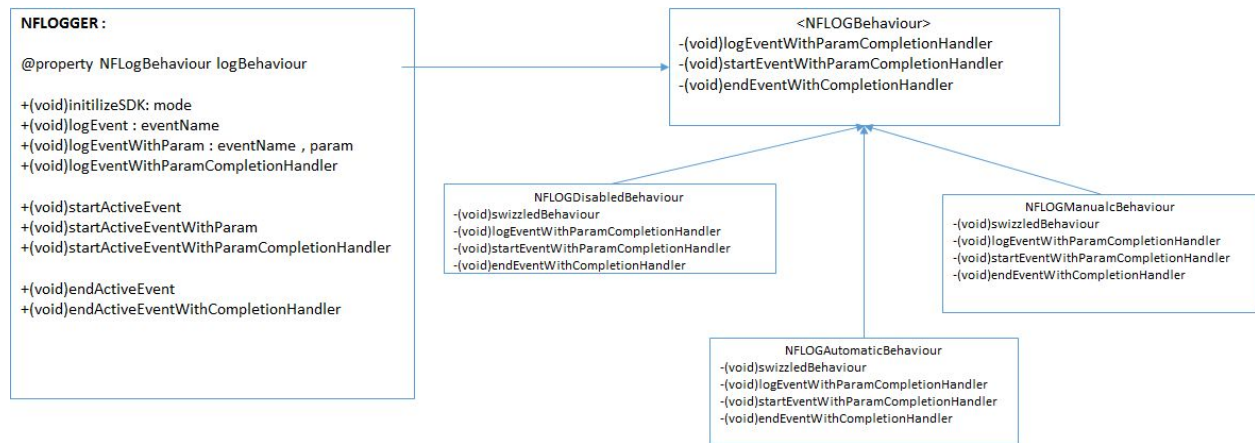 NFLOGGER :
@property NFLogBehaviour logBehaviour
+(void)initilizeSDK: mode
+(void)logEvent : eventName
+(void)logEventWithParam : eventName , param
+(void)logEventWithParamCompletionHandler
+(void)startActiveEvent
+(void)startActiveEventWithParam
+(void)startActiveEventWithParamCompletionHandler
+(void)endActiveEvent
+(void)endActiveEventWithCompletionHandler
<NFLOGBehaviour>
-(void)logEventWithParamCompletionHandler
-(void)startEventWithParamCompletionHandler
-(void)endEventWithCompletionHandler
NFLOGDisabledBehaviour
-(void)swizzledBehaviour
-(void)logEventWithParamCompletionHandler
-(void)startEventWithParamCompletionHandler
-(void)endEventWithCompletionHandler
NFLOGManualcBehaviour
-(void)swizzledBehaviour
-(void)logEventWithParamCompletionHandler
-(void)startEventWithParamCompletionHandler
-(void)endEventWithCompletionHandler
NFLOGAutomaticBehaviour
-(void)swizzledBehaviour
-(void)logEventWithParamCompletionHandler
-(void)startEventWithParamCompletionHandler
-(void)endEventWithCompletionHandler